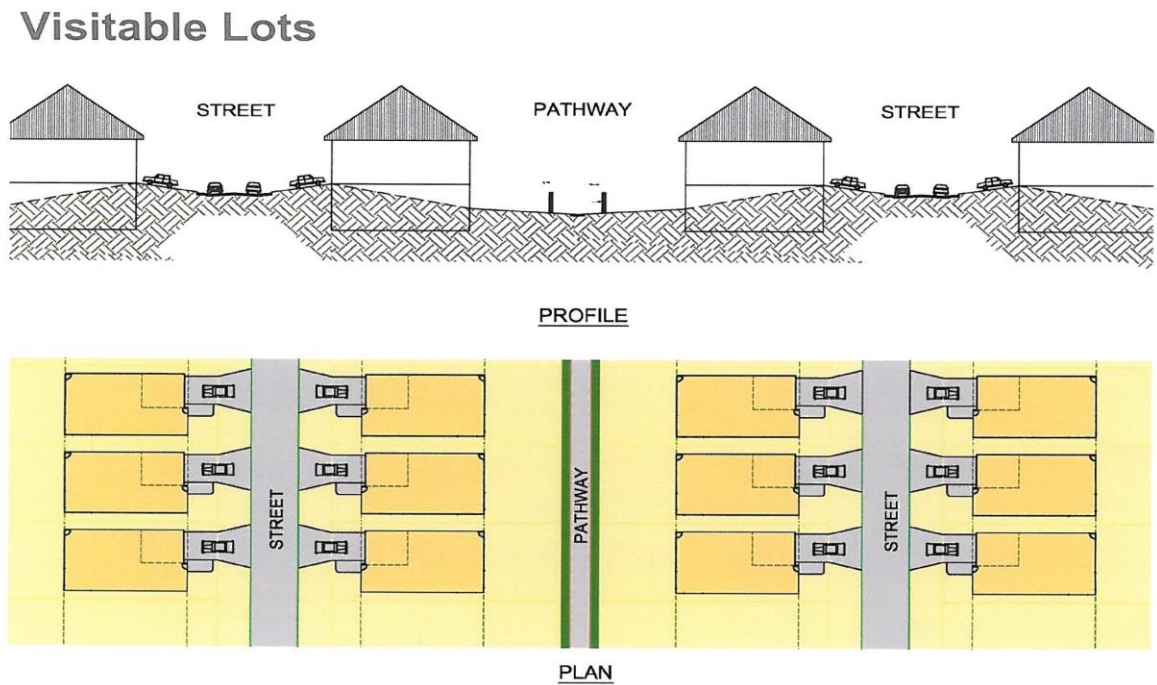 Visitable Lots
STREET
PATHWAY
STREET
PROFILE
STREET
PATHWAY
STREET
PLAN